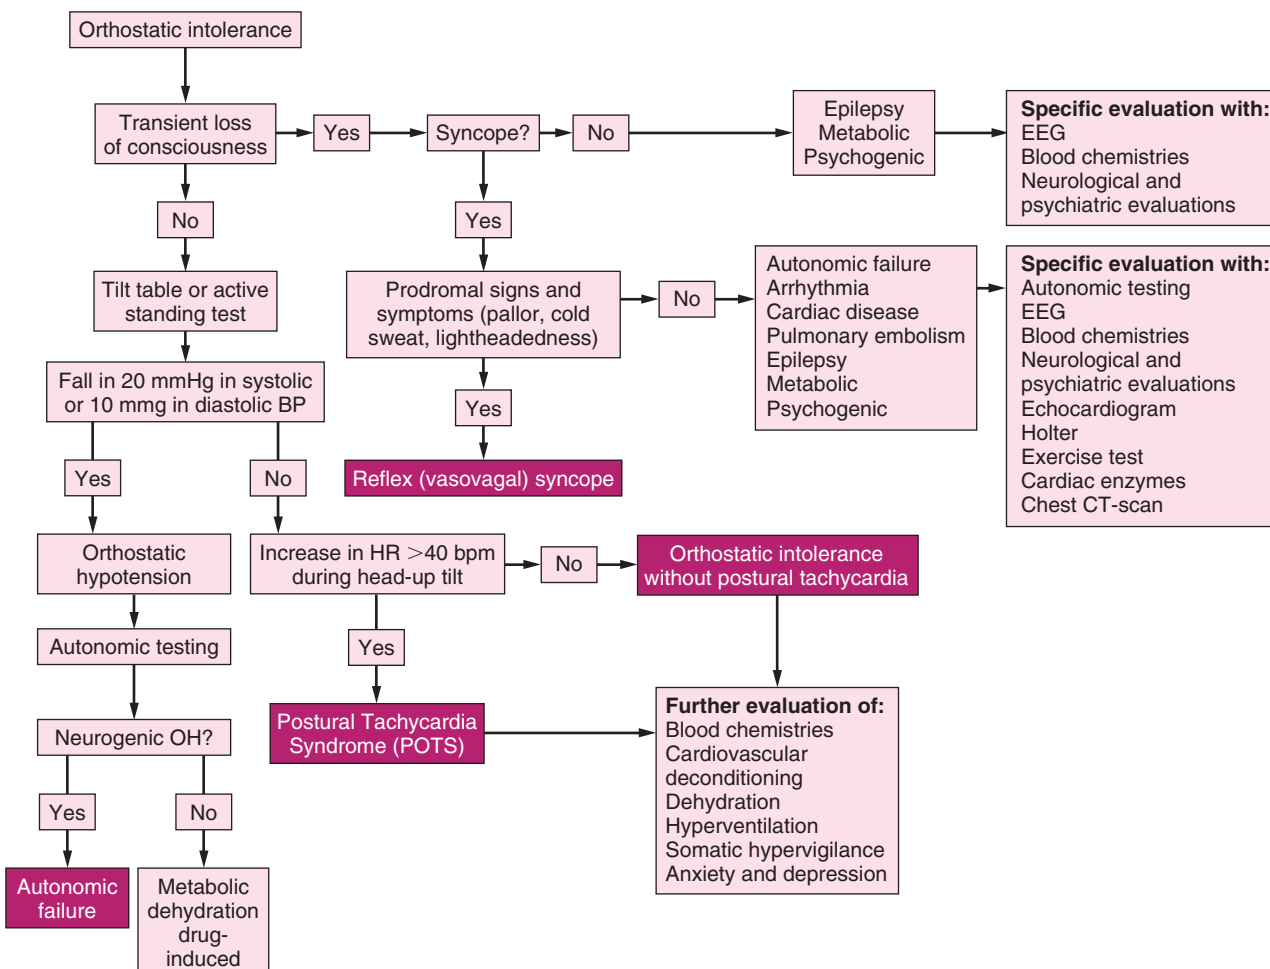 Orthostatic intolerance
Transient loss
of consciousness
Yes
Syncope?
No
Epilepsy
Metabolic
Psychogenic
Specific evaluation with:
EEG
Blood chemistries
Neurological and
psychiatric evaluations
No
Yes
Tilt table or active
standing test
Prodromal signs and
symptoms (pallor, cold
sweat, lightheadedness)
No
Autonomic failure
Arrhythmia
Cardiac disease
Pulmonary embolism
Epilepsy
Metabolic
Psychogenic
Specific evaluation with:
Autonomic testing
EEG
Blood chemistries
Neurological and
psychiatric evaluations
Echocardiogram
Holter
Exercise test
Cardiac enzymes
Chest CT-scan
Fall in 20 mmHg in systolic
or 10 mmg in diastolic BP
Yes
Reflex (vasovagal) syncope
Yes
No
Orthostatic
hypotension
Increase in HR >40 bpm
during head-up tilt
No
Orthostatic intolerance
without postural tachycardia
Autonomic testing
Yes
Neurogenic OH?
Postural Tachycardia
Syndrome (POTS)
Further evaluation of:
Blood chemistries
Cardiovascular
deconditioning
Dehydration
Hyperventilation
Somatic hypervigilance
Anxiety and depression
Yes
No
Autonomic
failure
Metabolic
dehydration
drug-
induced